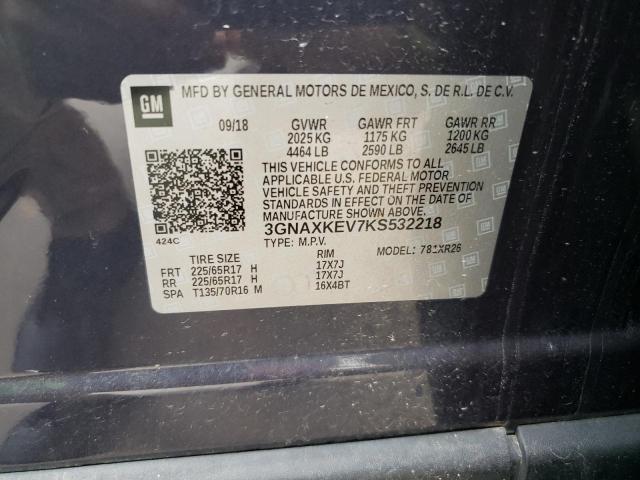 GM
MFD BY GENERAL MOTORS DE MEXICO, S. DE R.L. DE C.V.
09/18 GVWR GAWR FRT GAWR RR
2025 KG 1175 KG 1200 KG
4464 LB 2590 LB 2645 LB
THIS VEHICLE CONFORMS TO ALL
APPLICABLE U.S. FEDERAL MOTOR
VEHICLE SAFETY AND THEFT PREVENTION
STANDARDS IN EFFECT ON THE DATE OF
MANUFACTURE SHOWN ABOVE.
424C 3GNAXKEV7KS532218
TYPE: M.P.V. MODEL: 781XR26
TIRE SIZE RIM
FRT 225/65R17 H 17X7J
RR 225/65R17 H 17X7J
SPA T135/70R16 M 16X4BT